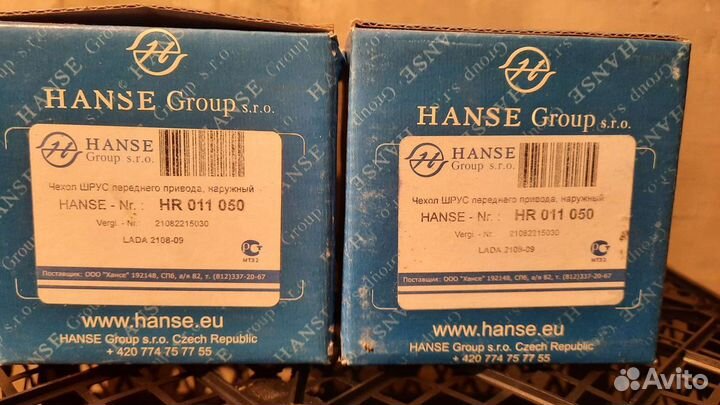 HANSE Group s.r.o.
HANSE
Group s.r.o.
Чехол ШРУС переднего привода, наружный
HANSE - Nr. : HR 011 050
Vergl. - Nr. 21082215030
LADA 2108-09
МТ32
Поставщик: ООО "Хансе" 192148, СПб, а/я 82, т. (812)337-20-67
www.hanse.eu
HANSE Group s.r.o. Czech Republic
+ 420 774 75 77 55
HANSE Group s.r.o.
HANSE
Group s.r.o.
Чехол ШРУС переднего привода, наружный
HANSE - Nr. : HR 011 050
Vergl. - Nr. 21082215030
LADA 2108-09
МТ32
Поставщик: ООО "Хансе" 192148, СПб, а/я 82, т. (812)337-20-67
www.hanse.eu
HANSE Group s.r.o. Czech Republic
+ 420 774 75 77 55
Avito